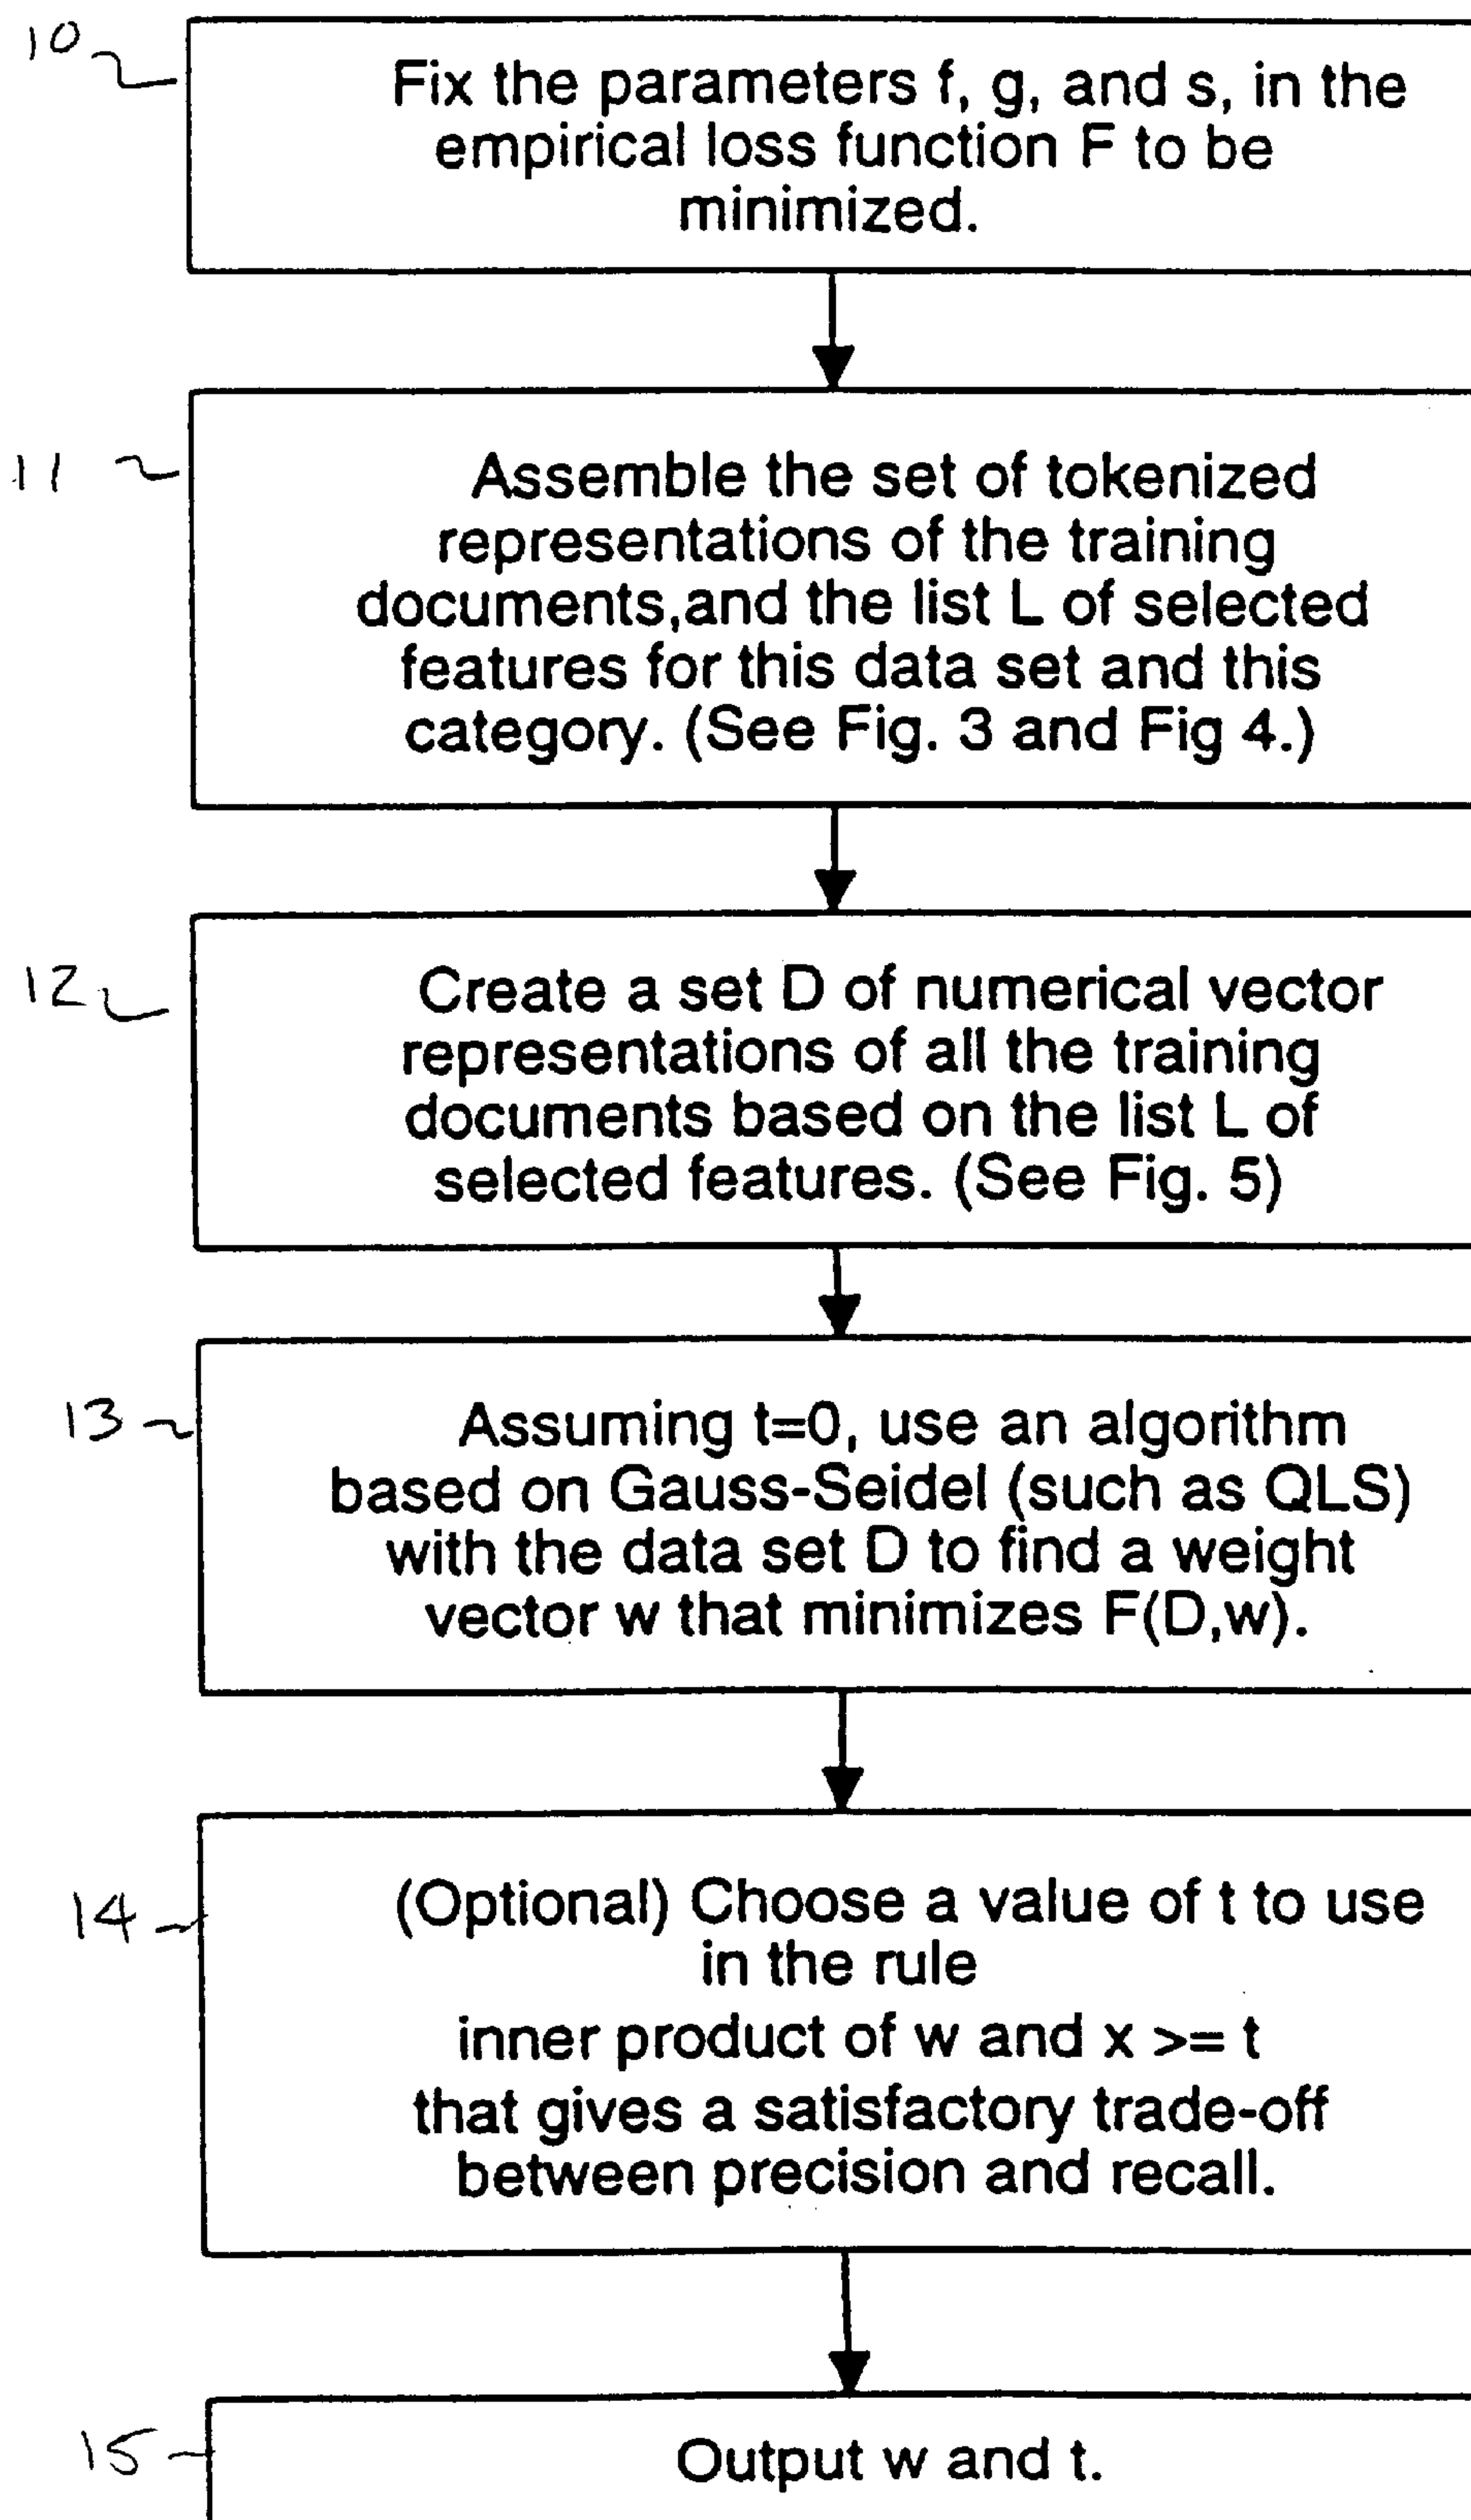 10
Fix the parameters f, g, and s, in the
empirical loss function F to be
minimized.
11
Assemble the set of tokenized
representations of the training
documents,and the list L of selected
features for this data set and this
category. (See Fig. 3 and Fig 4.)
12
Create a set D of numerical vector
representations of all the training
documents based on the list L of
selected features. (See Fig. 5)
13
Assuming t=0, use an algorithm
based on Gauss-Seidel (such as QLS)
with the data set D to find a weight
vector w that minimizes F(D,w).
14
(Optional) Choose a value of t to use
in the rule
inner product of w and x >= t
that gives a satisfactory trade-off
between precision and recall.
15
Output w and t.